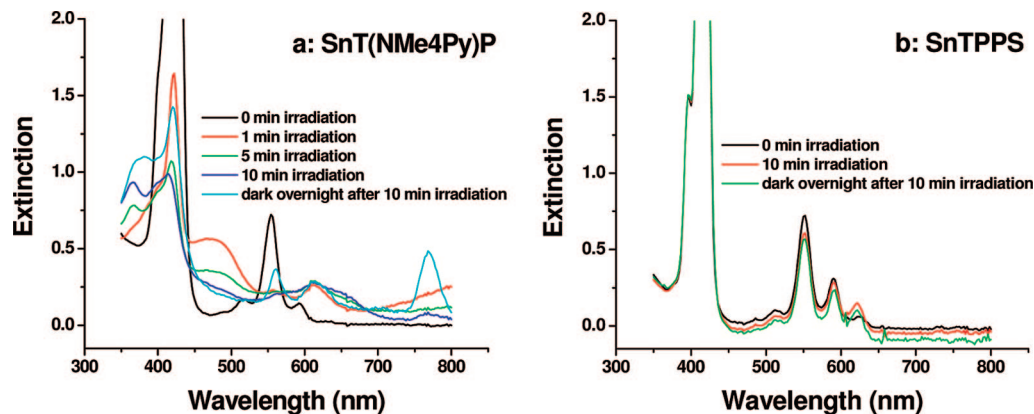 a: SnT(NMe4Py)P
2.0
1.5
1.0
0.5
0.0
Extinction
0 min irradiation
1 min irradiation
5 min irradiation
10 min irradiation
dark overnight after 10 min irradiation
300 400 500 600 700 800
Wavelength (nm)
b: SnTPPS
2.0
1.5
1.0
0.5
0.0
Extinction
0 min irradiation
10 min irradiation
dark overnight after 10 min irradiation
300 400 500 600 700 800
Wavelength (nm)